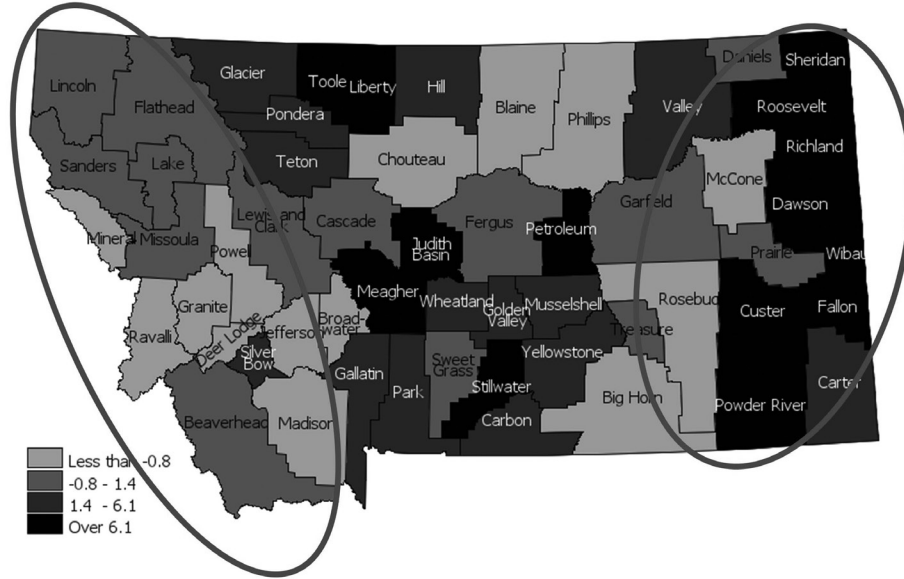 Lincoln
Flathead
Glacier
Toole
Liberty
Hill
Blaine
Phillips
Valley
Daniels
Sheridan
Roosevelt
Pondera
Teton
Chouteau
Richland
Sanders
Lake
McCone
Dawson
Mineral
Missoula
Powell
Lewis and
Clark
Cascade
Judith
Basin
Fergus
Petroleum
Garfield
Prairie
Wibau
Meagher
Wheatland
Golden
Valley
Musselshell
Rosebud
Custer
Fallon
Ravalli
Granite
Deer Lodge
Silver
Bow
Jefferson
Broad-
water
Treasure
Gallatin
Park
Sweet
Grass
Stillwater
Yellowstone
Carbon
Big Horn
Powder River
Carter
Beaverhead
Madison
Less than -0.8
-0.8 - 1.4
1.4 - 6.1
Over 6.1